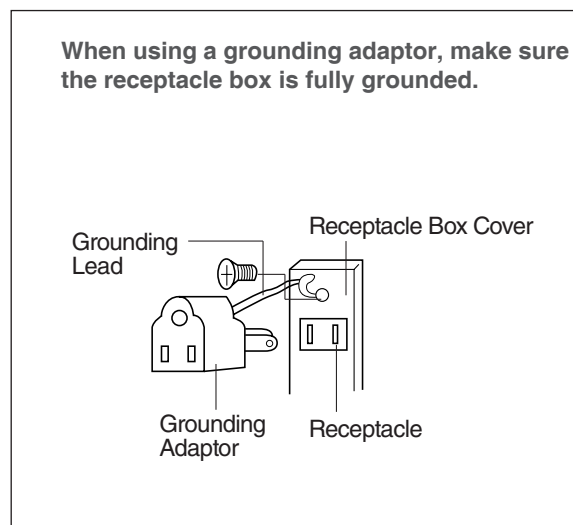 When using a grounding adaptor, make sure
the receptacle box is fully grounded.
Receptacle Box Cover
Grounding
Lead
Grounding
Adaptor
Receptacle